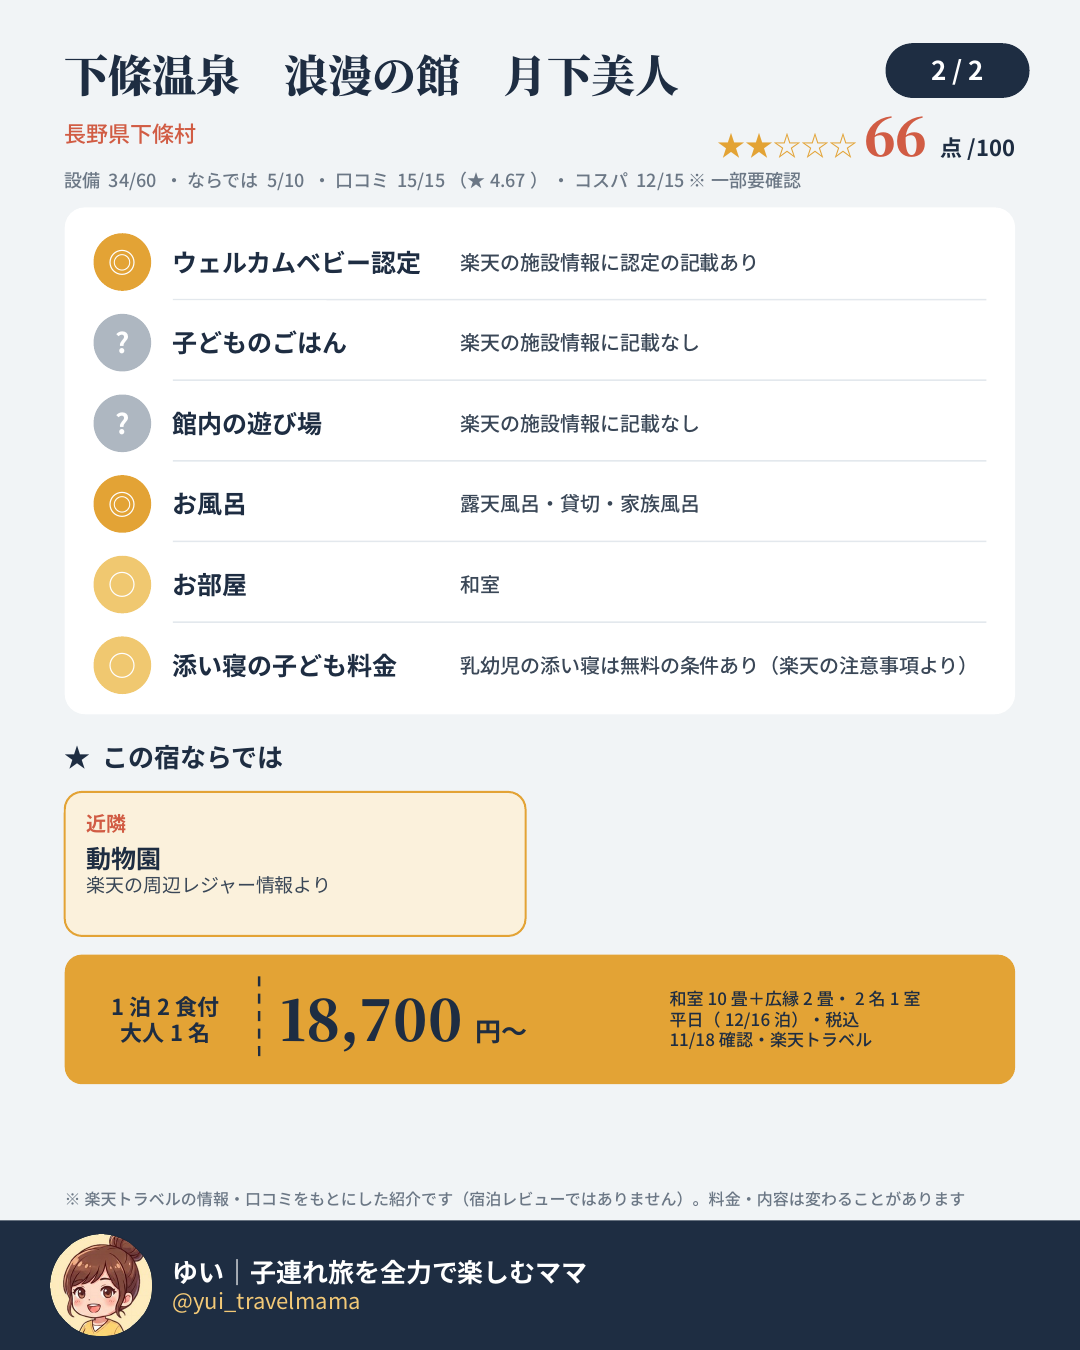 下條温泉　浪漫の館　月下美人
2 / 2
長野県下條村
★★☆☆☆ 66 点 /100
設備 34/60 ・ ならでは 5/10 ・ 口コミ 15/15 （★ 4.67 ） ・ コスパ 12/15 ※ 一部要確認
◎ ウェルカムベビー認定 楽天の施設情報に認定の記載あり
? 子どものごはん 楽天の施設情報に記載なし
? 館内の遊び場 楽天の施設情報に記載なし
◎ お風呂 露天風呂・貸切・家族風呂
○ お部屋 和室
○ 添い寝の子ども料金 乳幼児の添い寝は無料の条件あり（楽天の注意事項より）
★ この宿ならでは
近隣
動物園
楽天の周辺レジャー情報より
1 泊 2 食付
大人 1 名
18,700 円〜
和室 10 畳＋広縁 2 畳・ 2 名 1 室
平日（ 12/16 泊）・税込
11/18 確認・楽天トラベル
※ 楽天トラベルの情報・口コミをもとにした紹介です（宿泊レビューではありません）。料金・内容は変わることがあります
ゆい｜子連れ旅を全力で楽しむママ
@yui_travelmama